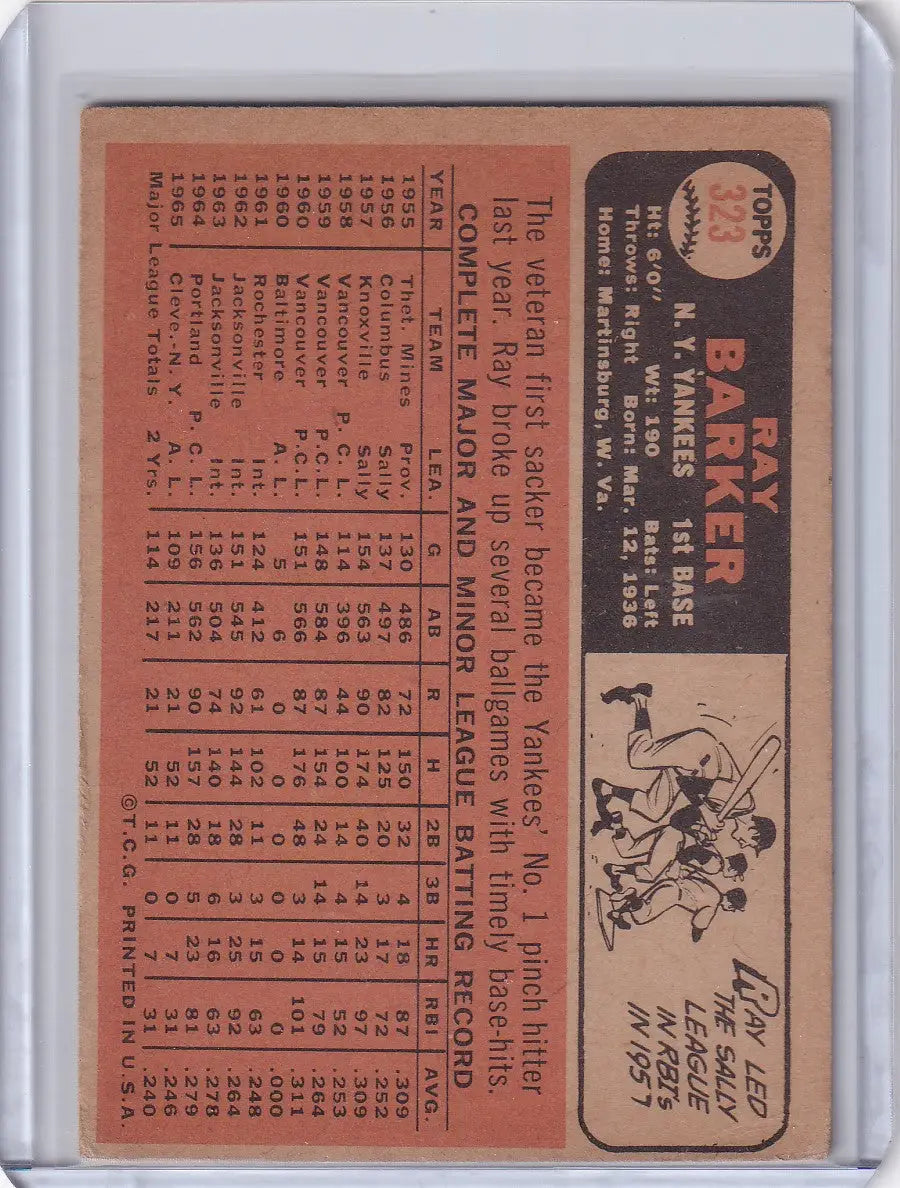 TOPPS
323
RAY
BARKER
N. Y. YANKEES 1st BASE
Ht: 6'0" Wt: 190 Bats: Left
Throws: Right Born: Mar. 12, 1936
Home: Martinsburg, W. Va.
RAY LED
THE SALLY
LEAGUE
IN RBI's
IN 1957
The veteran first sacker became the Yankees' No. 1 pinch hitter
last year. Ray broke up several ballgames with timely base-hits.
COMPLETE MAJOR AND MINOR LEAGUE BATTING RECORD
YEAR TEAM LEA. G AB R H 2B 3B HR RBI AVG.
1955 Thet. Mines Prov. 130 486 72 150 32 4 18 87 .309
1956 Columbus Sally 137 497 82 125 20 3 17 72 .252
1957 Knoxville Sally 154 563 90 174 40 14 23 97 .309
1958 Vancouver P. C. L. 114 396 44 100 14 4 15 52 .253
1959 Vancouver P.C.L. 148 584 87 154 24 14 15 79 .264
1960 Vancouver P.C.L. 151 566 87 176 48 3 14 101 .311
1960 Baltimore A. L. 5 6 0 0 0 0 0 0 .000
1961 Rochester Int. 124 412 61 102 11 3 15 63 .248
1962 Jacksonville Int. 151 545 92 144 28 3 25 92 .264
1963 Jacksonville Int. 136 504 74 140 18 6 16 63 .278
1964 Portland P. C. L. 156 562 90 157 28 5 23 81 .279
1965 Cleve.-N. Y. A. L. 109 211 21 52 11 0 7 31 .246
Major League Totals 2 Yrs. 114 217 21 52 11 0 7 31 .240
©T.C.G. PRINTED IN U.S.A.